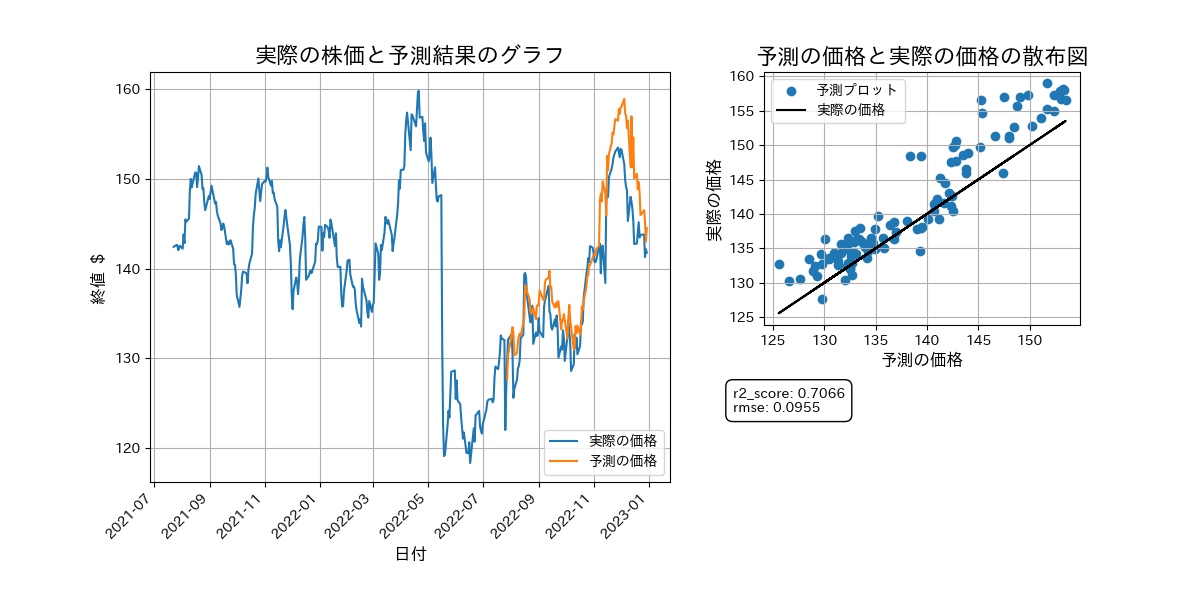 実際の株価と予測結果のグラフ
終値 $
160
150
140
130
120
2021-07
2021-09
2021-11
2022-01
2022-03
2022-05
2022-07
2022-09
2022-11
2023-01
日付
実際の価格
予測の価格
予測の価格と実際の価格の散布図
実際の価格
160
155
150
145
140
135
130
125
125
130
135
140
145
150
予測の価格
予測プロット
実際の価格
r2_score: 0.7066
rmse: 0.0955